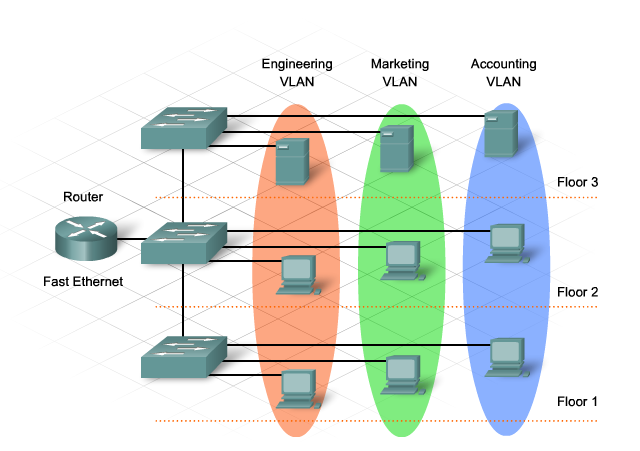 Engineering
VLAN
Marketing
VLAN
Accounting
VLAN
Floor 3
Router
Fast Ethernet
Floor 2
Floor 1